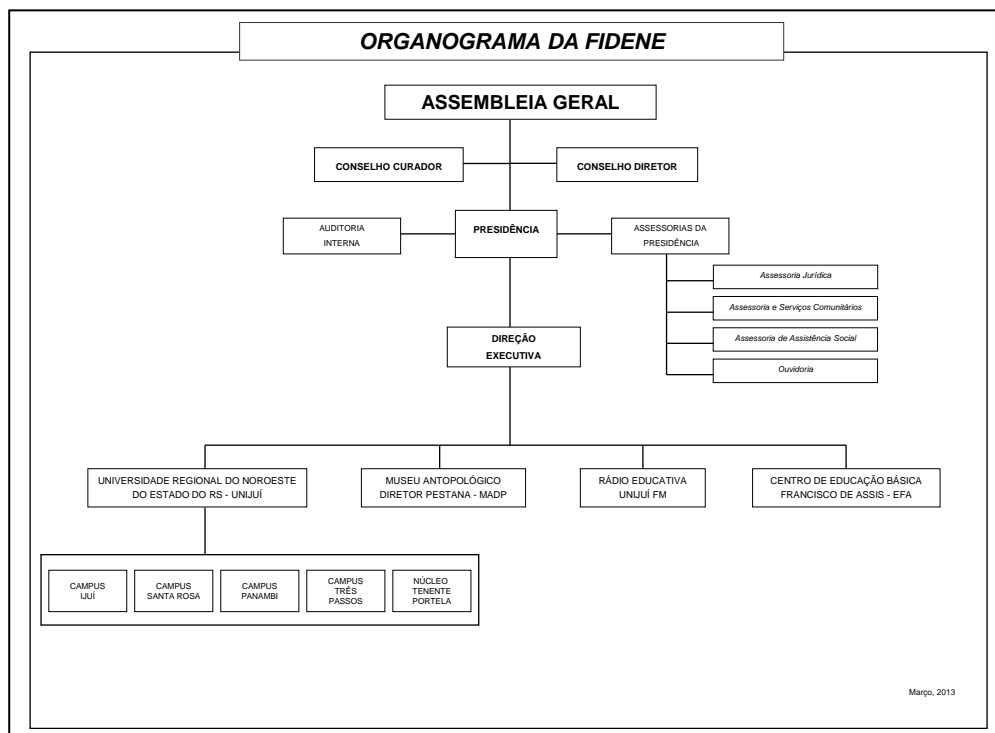 ORGANOGRAMA DA FIDENE
ASSEMBLEIA GERAL
CONSELHO CURADOR
CONSELHO DIRETOR
AUDITORIA
INTERNA
PRESIDÊNCIA
ASSESSORIAS DA
PRESIDÊNCIA
Assessoria Jurídica
Assessoria e Serviços Comunitários
Assessoria de Assistência Social
Ouvidoria
DIREÇÃO
EXECUTIVA
UNIVERSIDADE REGIONAL DO NOROESTE
DO ESTADO DO RS - UNIJUÍ
MUSEU ANTOPOLÓGICO
DIRETOR PESTANA - MADP
RÁDIO EDUCATIVA
UNIJUÍ FM
CENTRO DE EDUCAÇÃO BÁSICA
FRANCISCO DE ASSIS - EFA
CAMPUS
IJUÍ
CAMPUS
SANTA ROSA
CAMPUS
PANAMBI
CAMPUS
TRÊS
PASSOS
NÚCLEO
TENENTE
PORTELA
Março, 2013